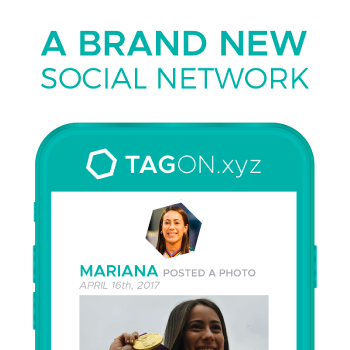 A BRAND NEW
SOCIAL NETWORK
TAGON.xyz
MARIANA POSTED A PHOTO
APRIL 16th, 2017